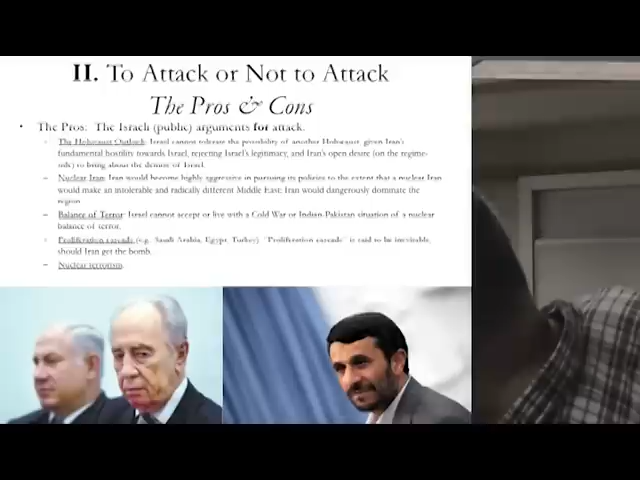 II. To Attack or Not to Attack
The Pros & Cons
• The Pros: The Israeli (public) arguments for attack.
- The Holocaust Outlook: Israel cannot tolerate the possibility of another Holocaust, given Iran's
fundamental hostility towards Israel, rejecting Israel's legitimacy, and Iran's open desire (on the regime-
side) to bring about the demise of Israel.
- Nuclear Iran: Iran would become highly aggressive in pursuing its policies to the extent that a nuclear Iran
would make an intolerable and radically different Middle East: Iran would dangerously dominate the
region
- Balance of Terror: Israel cannot accept or live with a Cold War or Indian-Pakistan situation of a nuclear
balance of terror.
- Proliferation cascade (e.g. Saudi Arabia, Egypt, Turkey) "Proliferation cascade" is said to be inevitable,
should Iran get the bomb.
- Nuclear terrorism.